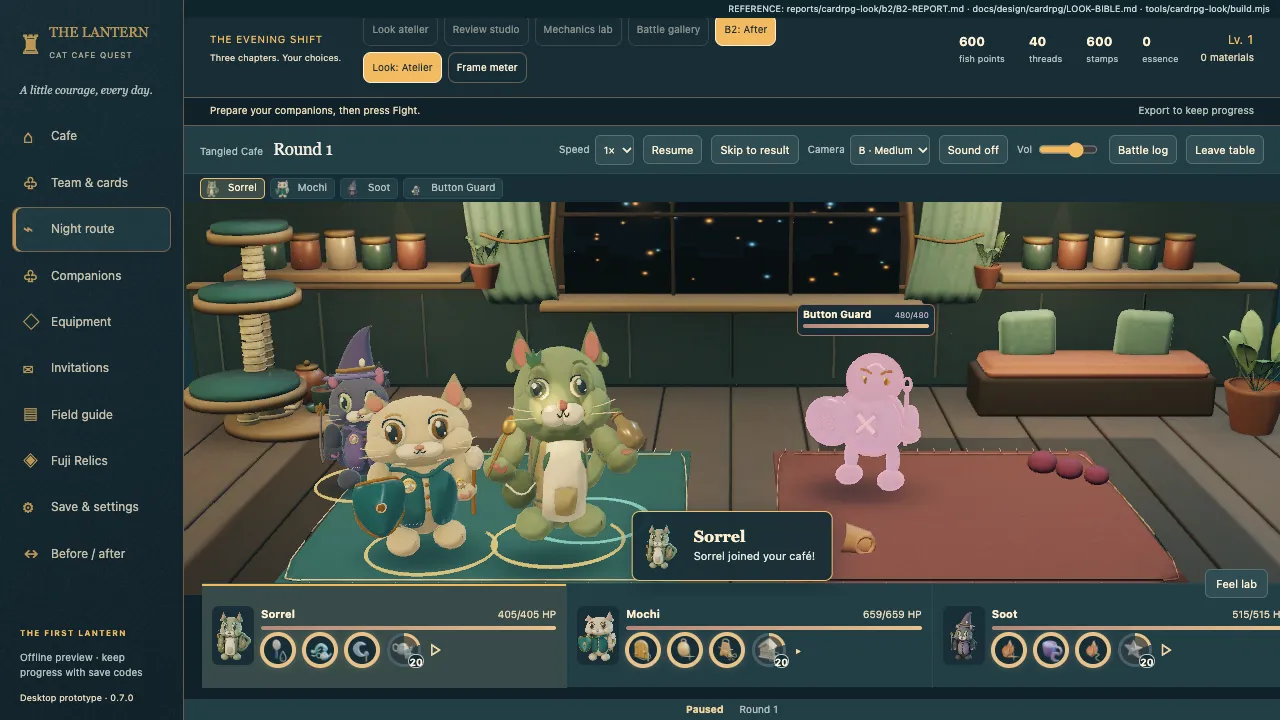 REFERENCE: reports/cardrpg-look/b2/B2-REPORT.md · docs/design/cardrpg/LOOK-BIBLE.md · tools/cardrpg-look/build.mjs
THE LANTERN
CAT CAFE QUEST
A little courage, every day.
Cafe
Team & cards
Night route
Companions
Equipment
Invitations
Field guide
Fuji Relics
Save & settings
Before / after
THE FIRST LANTERN
Offline preview · keep
progress with save codes
Desktop prototype · 0.7.0
THE EVENING SHIFT
Three chapters. Your choices.
Look atelier
Review studio
Mechanics lab
Battle gallery
B2: After
Look: Atelier
Frame meter
600
fish points
40
threads
600
stamps
0
essence
Lv. 1
0 materials
Prepare your companions, then press Fight.
Export to keep progress
Tangled Cafe
Round 1
Speed
1x
Resume
Skip to result
Camera
B · Medium
Sound off
Vol
Battle log
Leave table
Sorrel
Mochi
Soot
Button Guard
Button Guard
480/480
Sorrel
Sorrel joined your café!
Feel lab
Sorrel
405/405 HP
20
Mochi
659/659 HP
20
Soot
515/515 H
20
Paused
Round 1